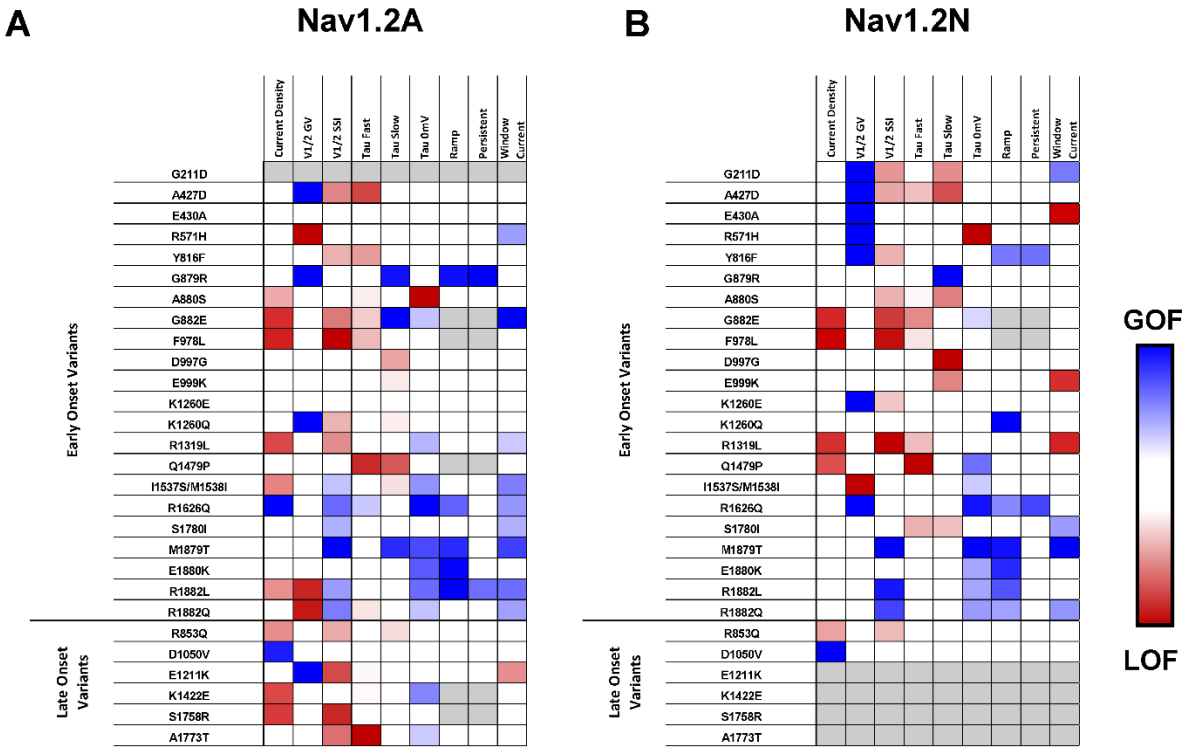 A
Nav1.2A
B
Nav1.2N
Current Density
V1/2 GV
V1/2 SSI
Tau Fast
Tau Slow
Tau 0mV
Ramp
Persistent
Window
Current
Current Density
V1/2 GV
V1/2 SSI
Tau Fast
Tau Slow
Tau 0mV
Ramp
Persistent
Window
Current
Early Onset Variants
G211D
A427D
E430A
R571H
Y816F
G879R
A880S
G882E
F978L
D997G
E999K
K1260E
K1260Q
R1319L
Q1479P
I1537S/M1538I
R1626Q
S1780I
M1879T
E1880K
R1882L
R1882Q
Late Onset
Variants
R853Q
D1050V
E1211K
K1422E
S1758R
A1773T
Early Onset Variants
G211D
A427D
E430A
R571H
Y816F
G879R
A880S
G882E
F978L
D997G
E999K
K1260E
K1260Q
R1319L
Q1479P
I1537S/M1538I
R1626Q
S1780I
M1879T
E1880K
R1882L
R1882Q
Late Onset
Variants
R853Q
D1050V
E1211K
K1422E
S1758R
A1773T
GOF
LOF